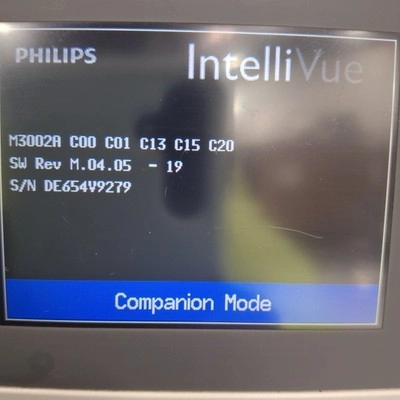 PHILIPS
IntelliVue
M3002A C00 C01 C13 C15 C20
SW Rev M.04.05 - 19
S/N DE654V9279
Companion Mode